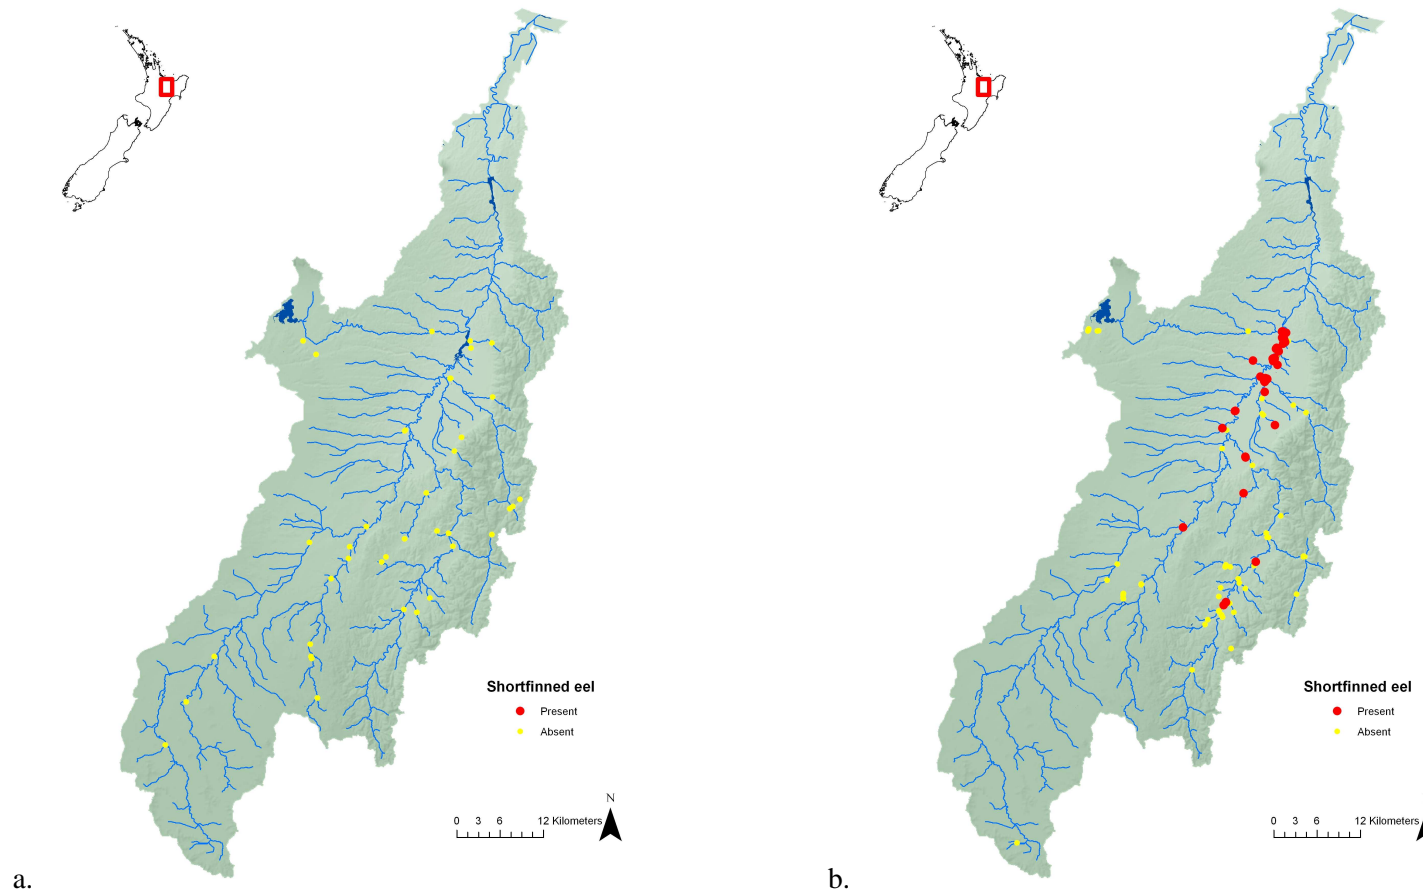 Shortfinned eel
Present
Absent
N
0 3 6 12 Kilometers
a.
Shortfinned eel
Present
Absent
0 3 6 12 Kilometers
b.